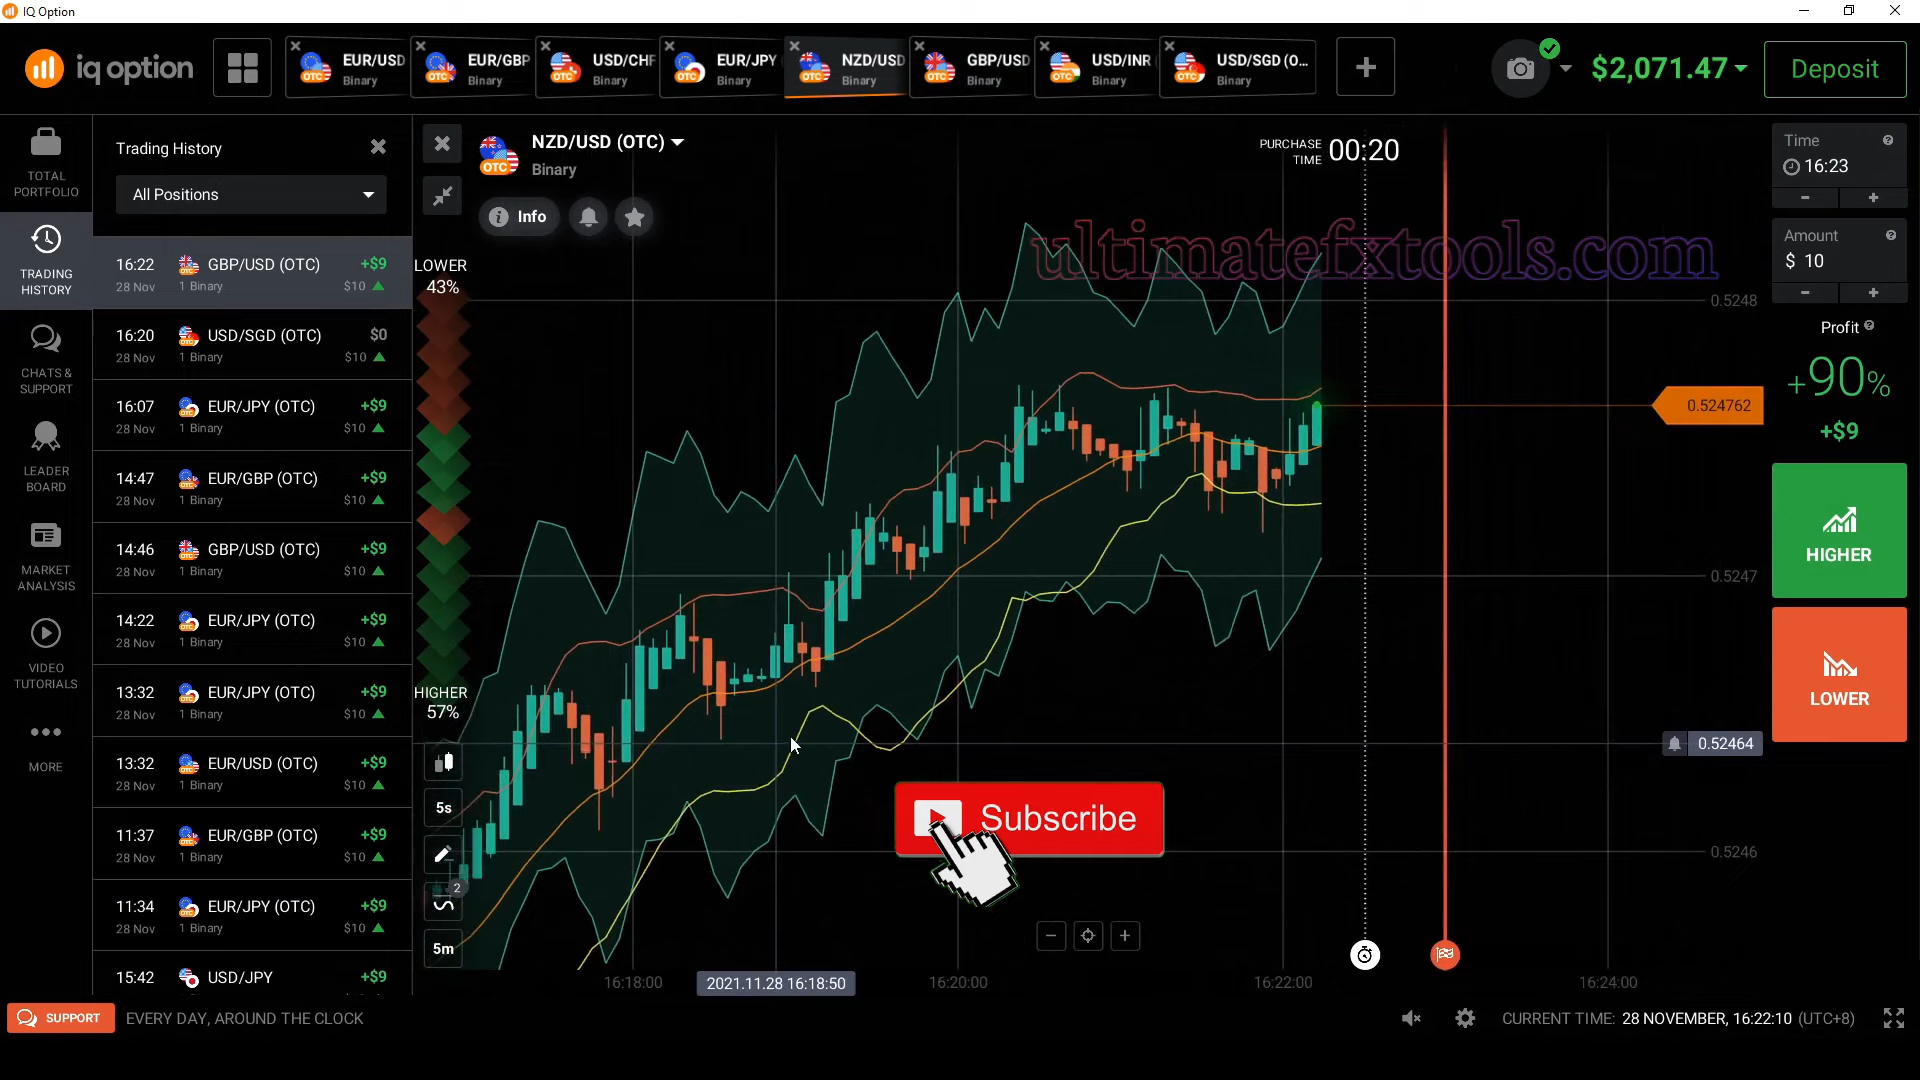 IQ Option
iq option
EUR/USD
Binary
EUR/GBP
Binary
USD/CHF
Binary
EUR/JPY
Binary
NZD/USD
Binary
GBP/USD
Binary
USD/INR
Binary
USD/SGD (O...
Binary
$2,071.47
Deposit
TOTAL
PORTFOLIO
TRADING
HISTORY
CHATS &
SUPPORT
LEADER
BOARD
MARKET
ANALYSIS
VIDEO
TUTORIALS
MORE
Trading History
All Positions
16:22 GBP/USD (OTC) +$9
28 Nov 1 Binary $10
16:20 USD/SGD (OTC) $0
28 Nov 1 Binary $10
16:07 EUR/JPY (OTC) +$9
28 Nov 1 Binary $10
14:47 EUR/GBP (OTC) +$9
28 Nov 1 Binary $10
14:46 GBP/USD (OTC) +$9
28 Nov 1 Binary $10
14:22 EUR/JPY (OTC) +$9
28 Nov 1 Binary $10
13:32 EUR/JPY (OTC) +$9
28 Nov 1 Binary $10
13:32 EUR/USD (OTC) +$9
28 Nov 1 Binary $10
11:37 EUR/GBP (OTC) +$9
28 Nov 1 Binary $10
11:34 EUR/JPY (OTC) +$9
28 Nov 1 Binary $10
15:42 USD/JPY +$9
NZD/USD (OTC)
Binary
Info
LOWER
43%
HIGHER
57%
5s
2
5m
PURCHASE
TIME 00:20
ultimatefxtools.com
0.5248
0.524762
0.5247
0.52464
0.5246
Subscribe
16:18:00
2021.11.28 16:18:50
16:20:00
16:22:00
16:24:00
Time
16:23
- +
Amount
$ 10
- +
Profit
+90%
+$9
HIGHER
LOWER
SUPPORT
EVERY DAY, AROUND THE CLOCK
CURRENT TIME: 28 NOVEMBER, 16:22:10 (UTC+8)